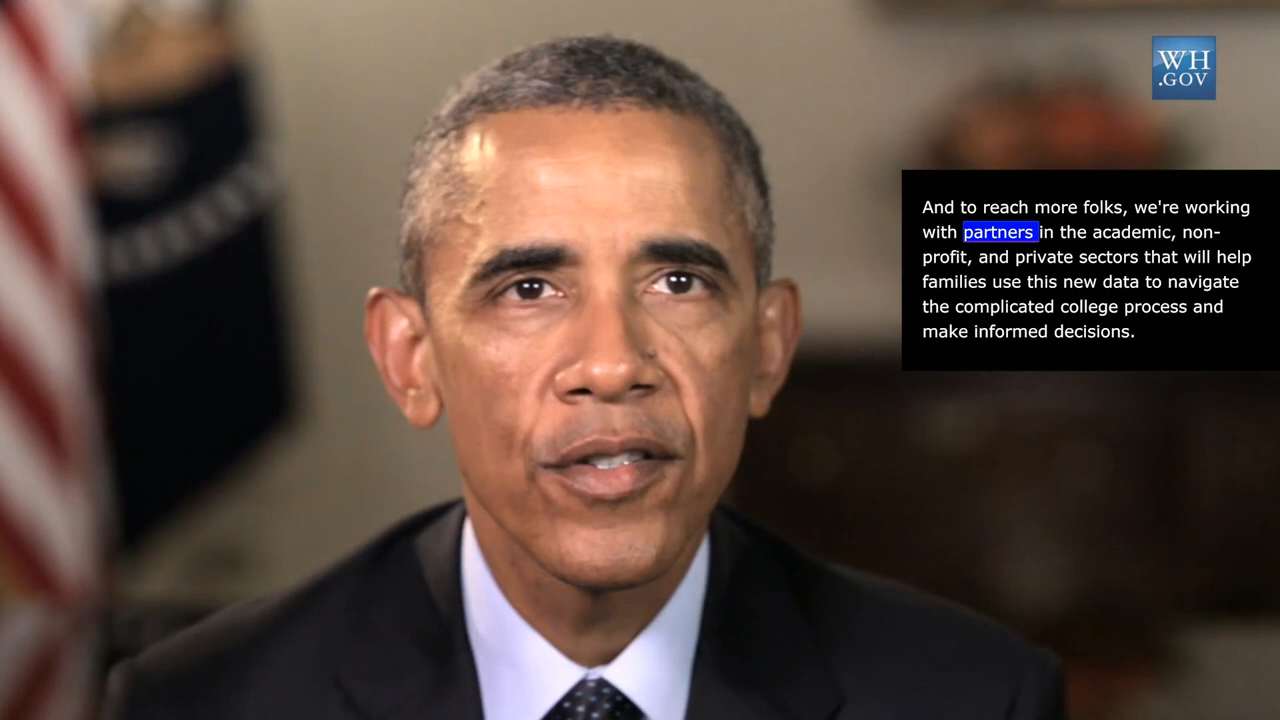 WH
.GOV
And to reach more folks, we're working
with partners in the academic, non-
profit, and private sectors that will help
families use this new data to navigate
the complicated college process and
make informed decisions.